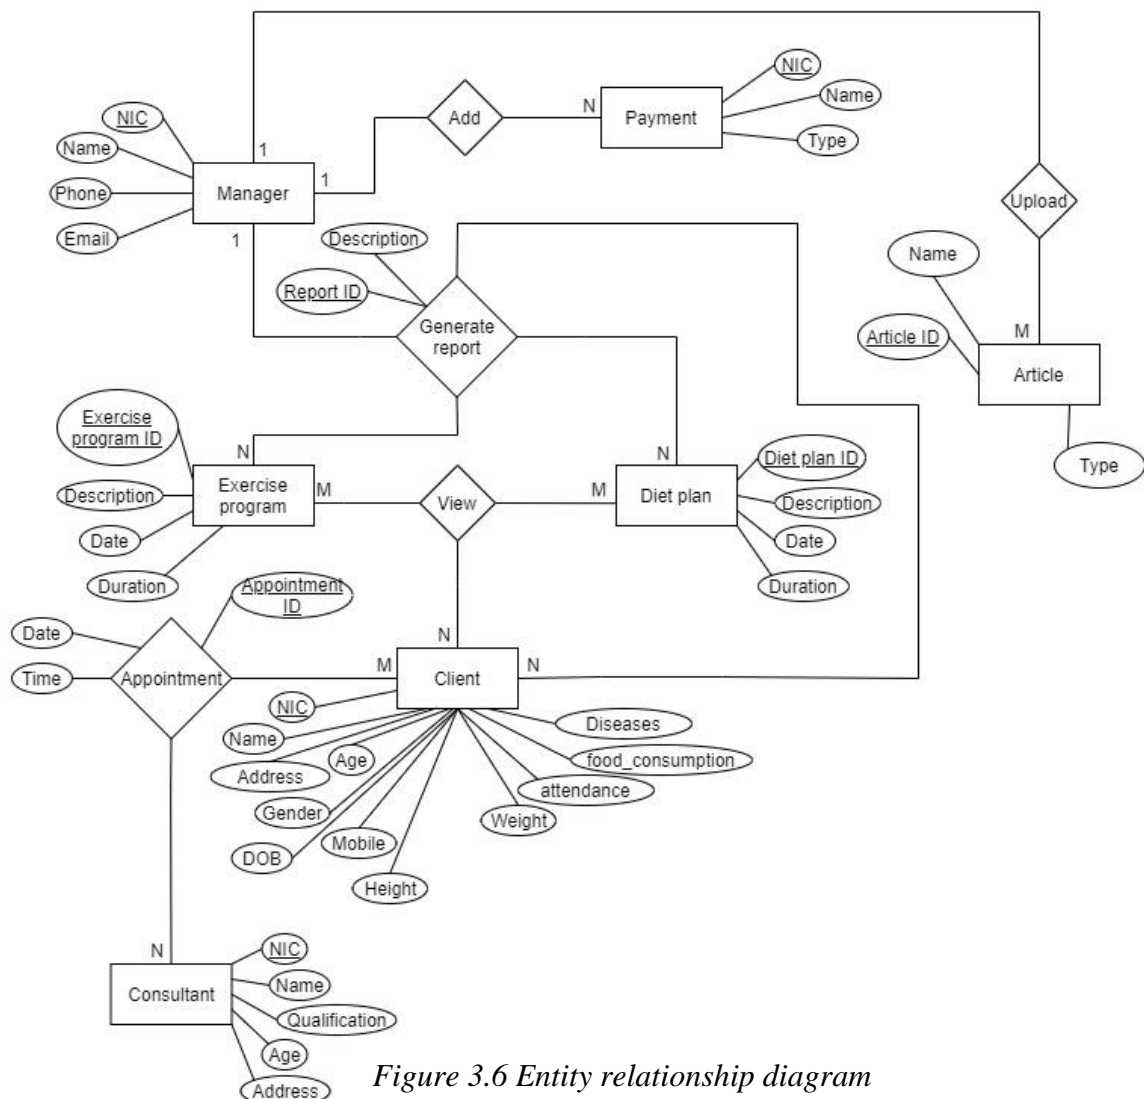 NIC
Name
Phone
Email
Manager
1
1
1
Add
N
Payment
NIC
Name
Type
Upload
M
Article
Name
Article ID
Type
Description
Report ID
Generate
report
N
N
Exercise
program ID
Description
Date
Duration
Exercise
program
M
View
M
Diet plan
Diet plan ID
Description
Date
Duration
N
Appointment
ID
Date
Time
Appointment
M
Client
N
NIC
Name
Address
Age
Gender
DOB
Mobile
Height
Weight
attendance
food_consumption
Diseases
N
Consultant
NIC
Name
Qualification
Age
Address
Figure 3.6 Entity relationship diagram